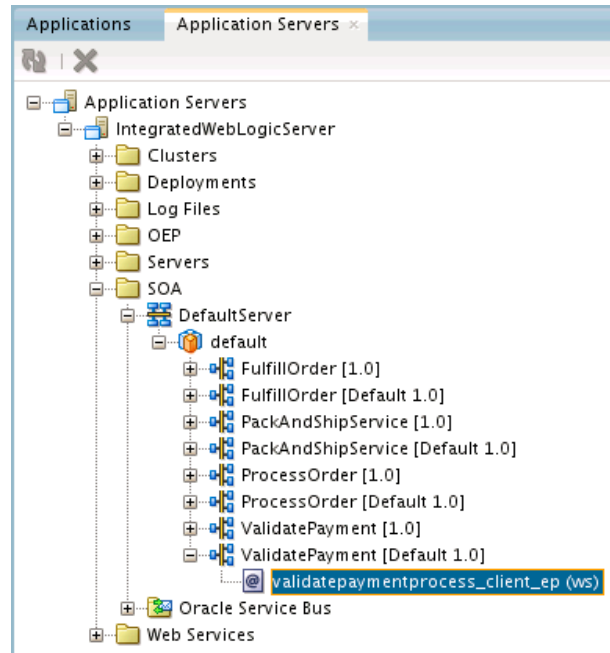 Applications Application Servers
Application Servers
IntegratedWebLogicServer
Clusters
Deployments
Log Files
OEP
Servers
SOA
DefaultServer
default
FulfillOrder [1.0]
FulfillOrder [Default 1.0]
PackAndShipService [1.0]
PackAndShipService [Default 1.0]
ProcessOrder [1.0]
ProcessOrder [Default 1.0]
ValidatePayment [1.0]
ValidatePayment [Default 1.0]
@ validatepaymentprocess_client_ep (ws)
Oracle Service Bus
Web Services